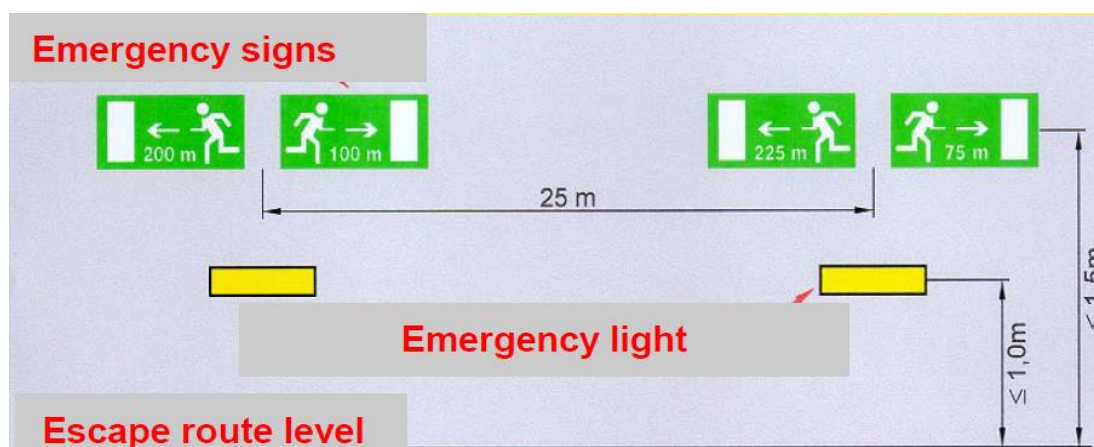 Emergency signs
200 m
100 m
225 m
75 m
25 m
Emergency light
≤ 1,5m
≤ 1,0m
Escape route level